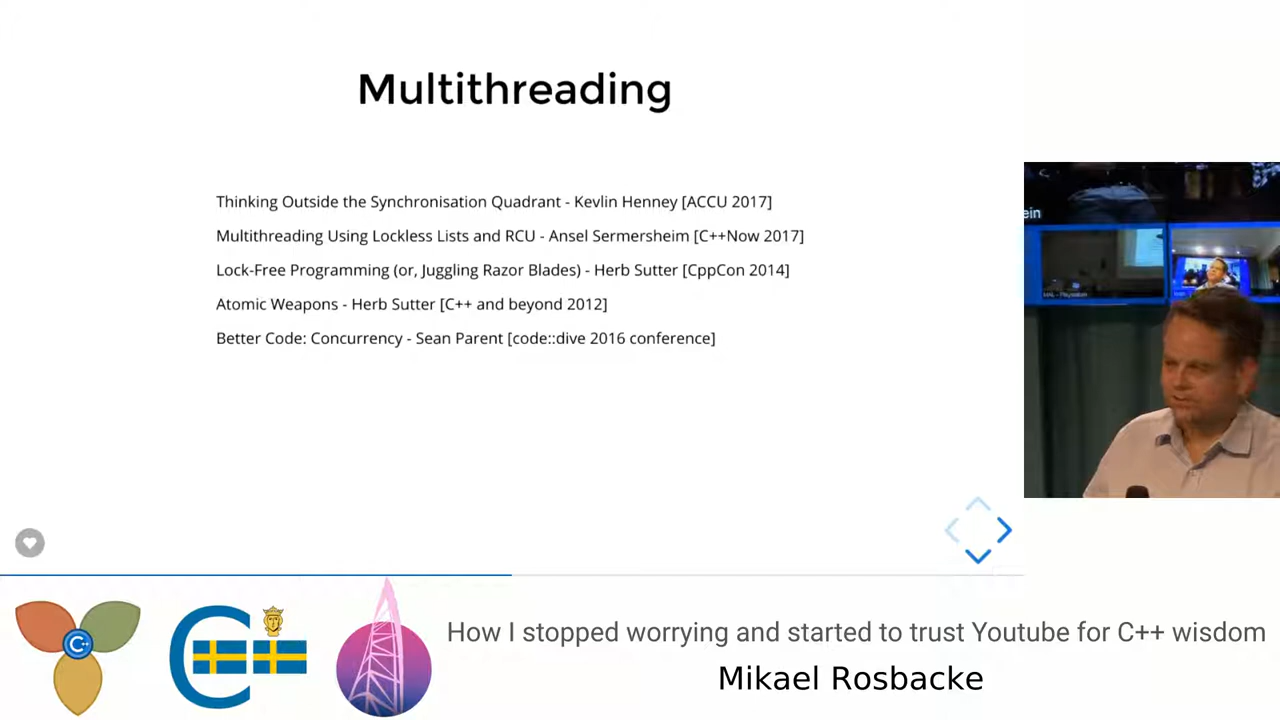 Multithreading
Thinking Outside the Synchronisation Quadrant - Kevlin Henney [ACCU 2017]
Multithreading Using Lockless Lists and RCU - Ansel Sermersheim [C++Now 2017]
Lock-Free Programming (or, Juggling Razor Blades) - Herb Sutter [CppCon 2014]
Atomic Weapons - Herb Sutter [C++ and beyond 2012]
Better Code: Concurrency - Sean Parent [code::dive 2016 conference]
ein
C++
C++
How I stopped worrying and started to trust Youtube for C++ wisdom
Mikael Rosbacke